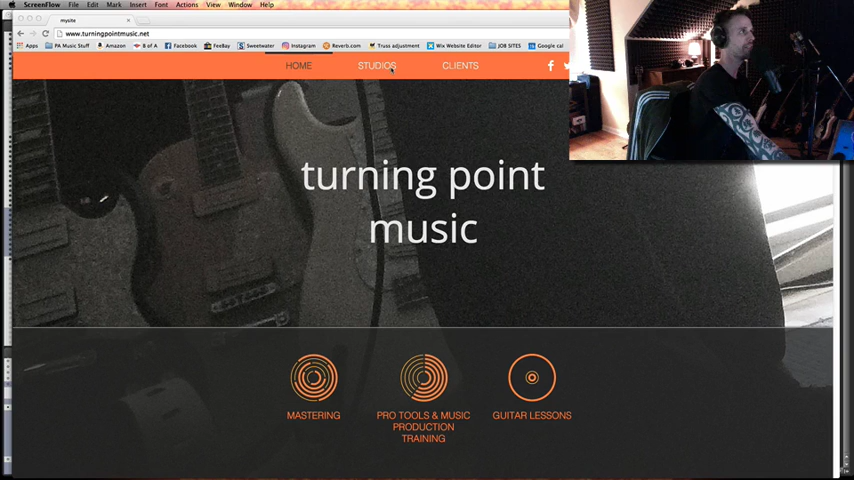 ScreenFlow File Edit Mark Insert Font Actions View Window Help
mysite
www.turningpointmusic.net
Apps PA Music Stuff Amazon B of A Facebook FeeBay Sweetwater Instagram Reverb.com Truss adjustment Wix Website Editor JOB SITES Google cal
HOME STUDIOS CLIENTS
turning point
music
MASTERING
PRO TOOLS & MUSIC
PRODUCTION
TRAINING
GUITAR LESSONS